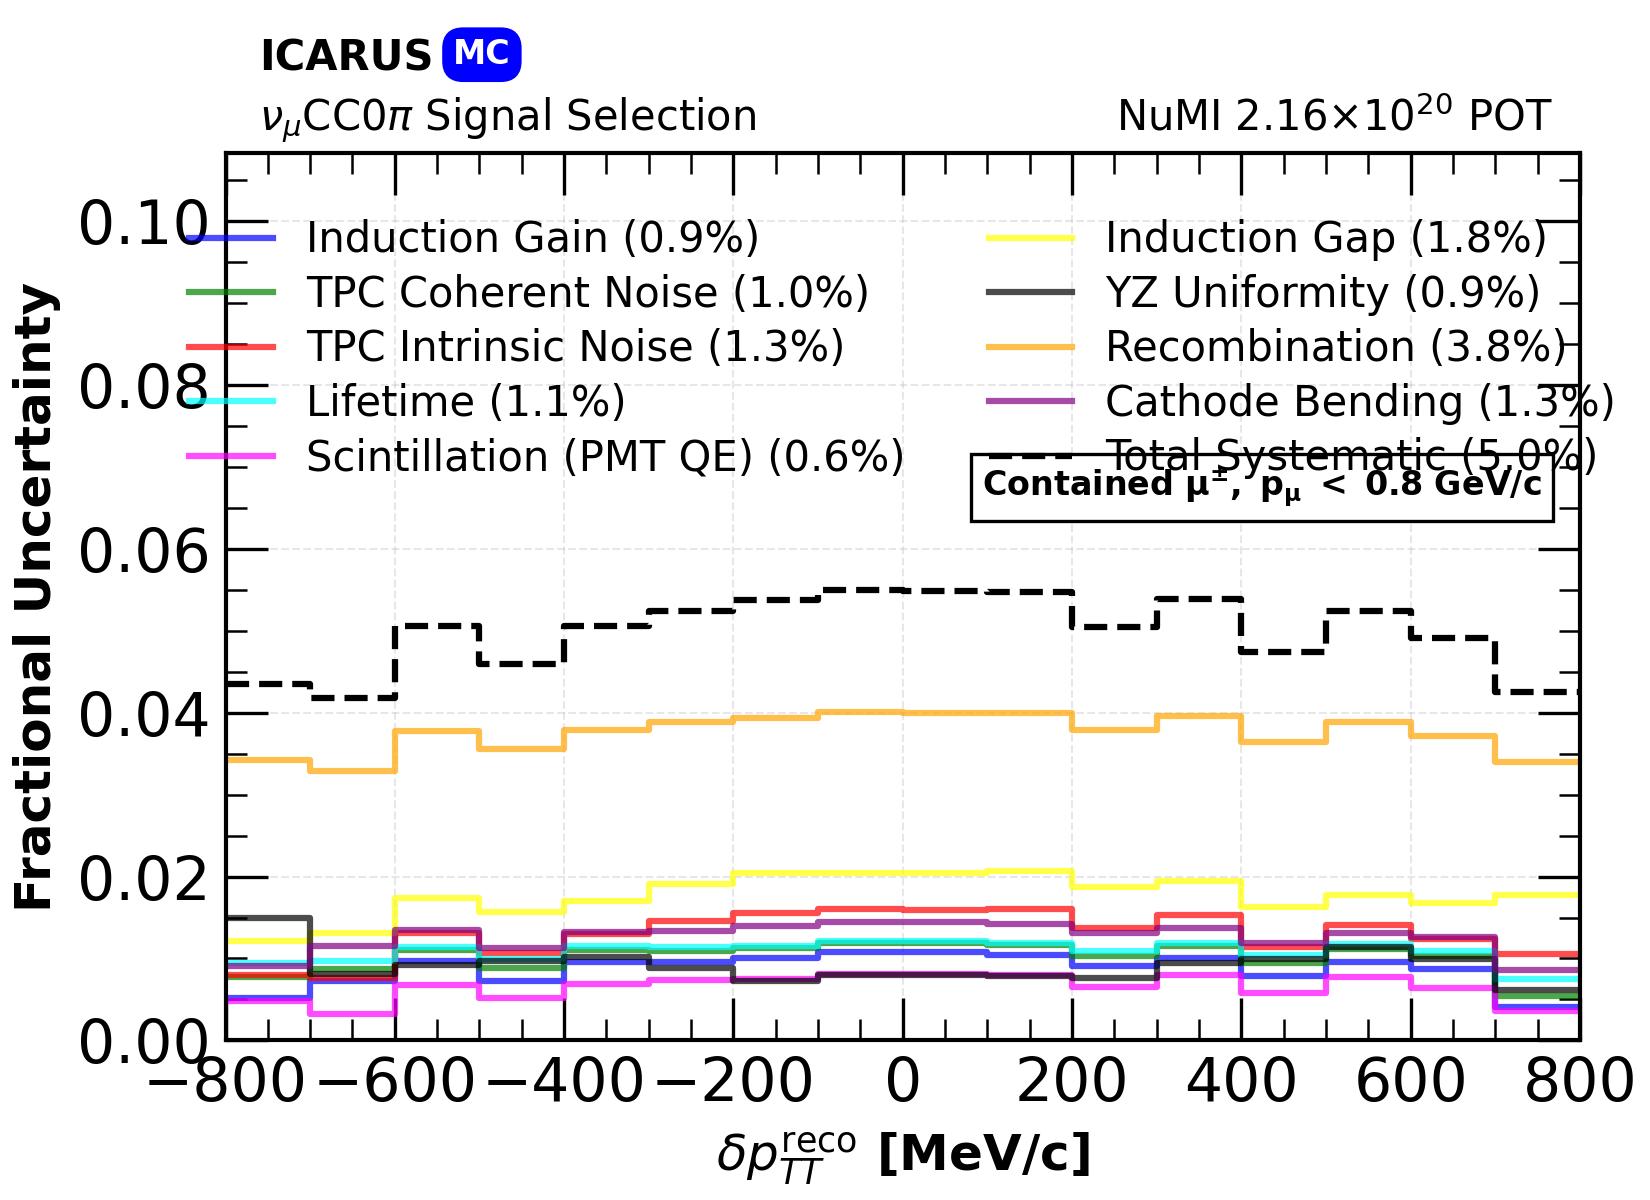 ICARUS MC
νμCC0π Signal Selection
NuMI 2.16×10²⁰ POT
Fractional Uncertainty
0.10
0.08
0.06
0.04
0.02
0.00
Induction Gain (0.9%)
TPC Coherent Noise (1.0%)
TPC Intrinsic Noise (1.3%)
Lifetime (1.1%)
Scintillation (PMT QE) (0.6%)
Induction Gap (1.8%)
YZ Uniformity (0.9%)
Recombination (3.8%)
Cathode Bending (1.3%)
Total Systematic (5.0%)
Contained μ±, pμ < 0.8 GeV/c
−800 −600 −400 −200 0 200 400 600 800
δp_TT^reco [MeV/c]